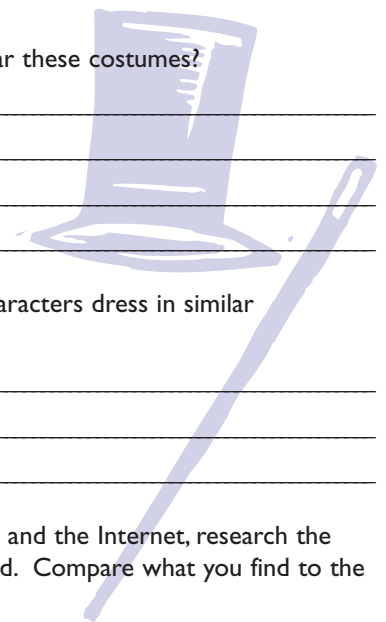 ar these costumes?
aracters dress in similar
and the Internet, research the
d. Compare what you find to the